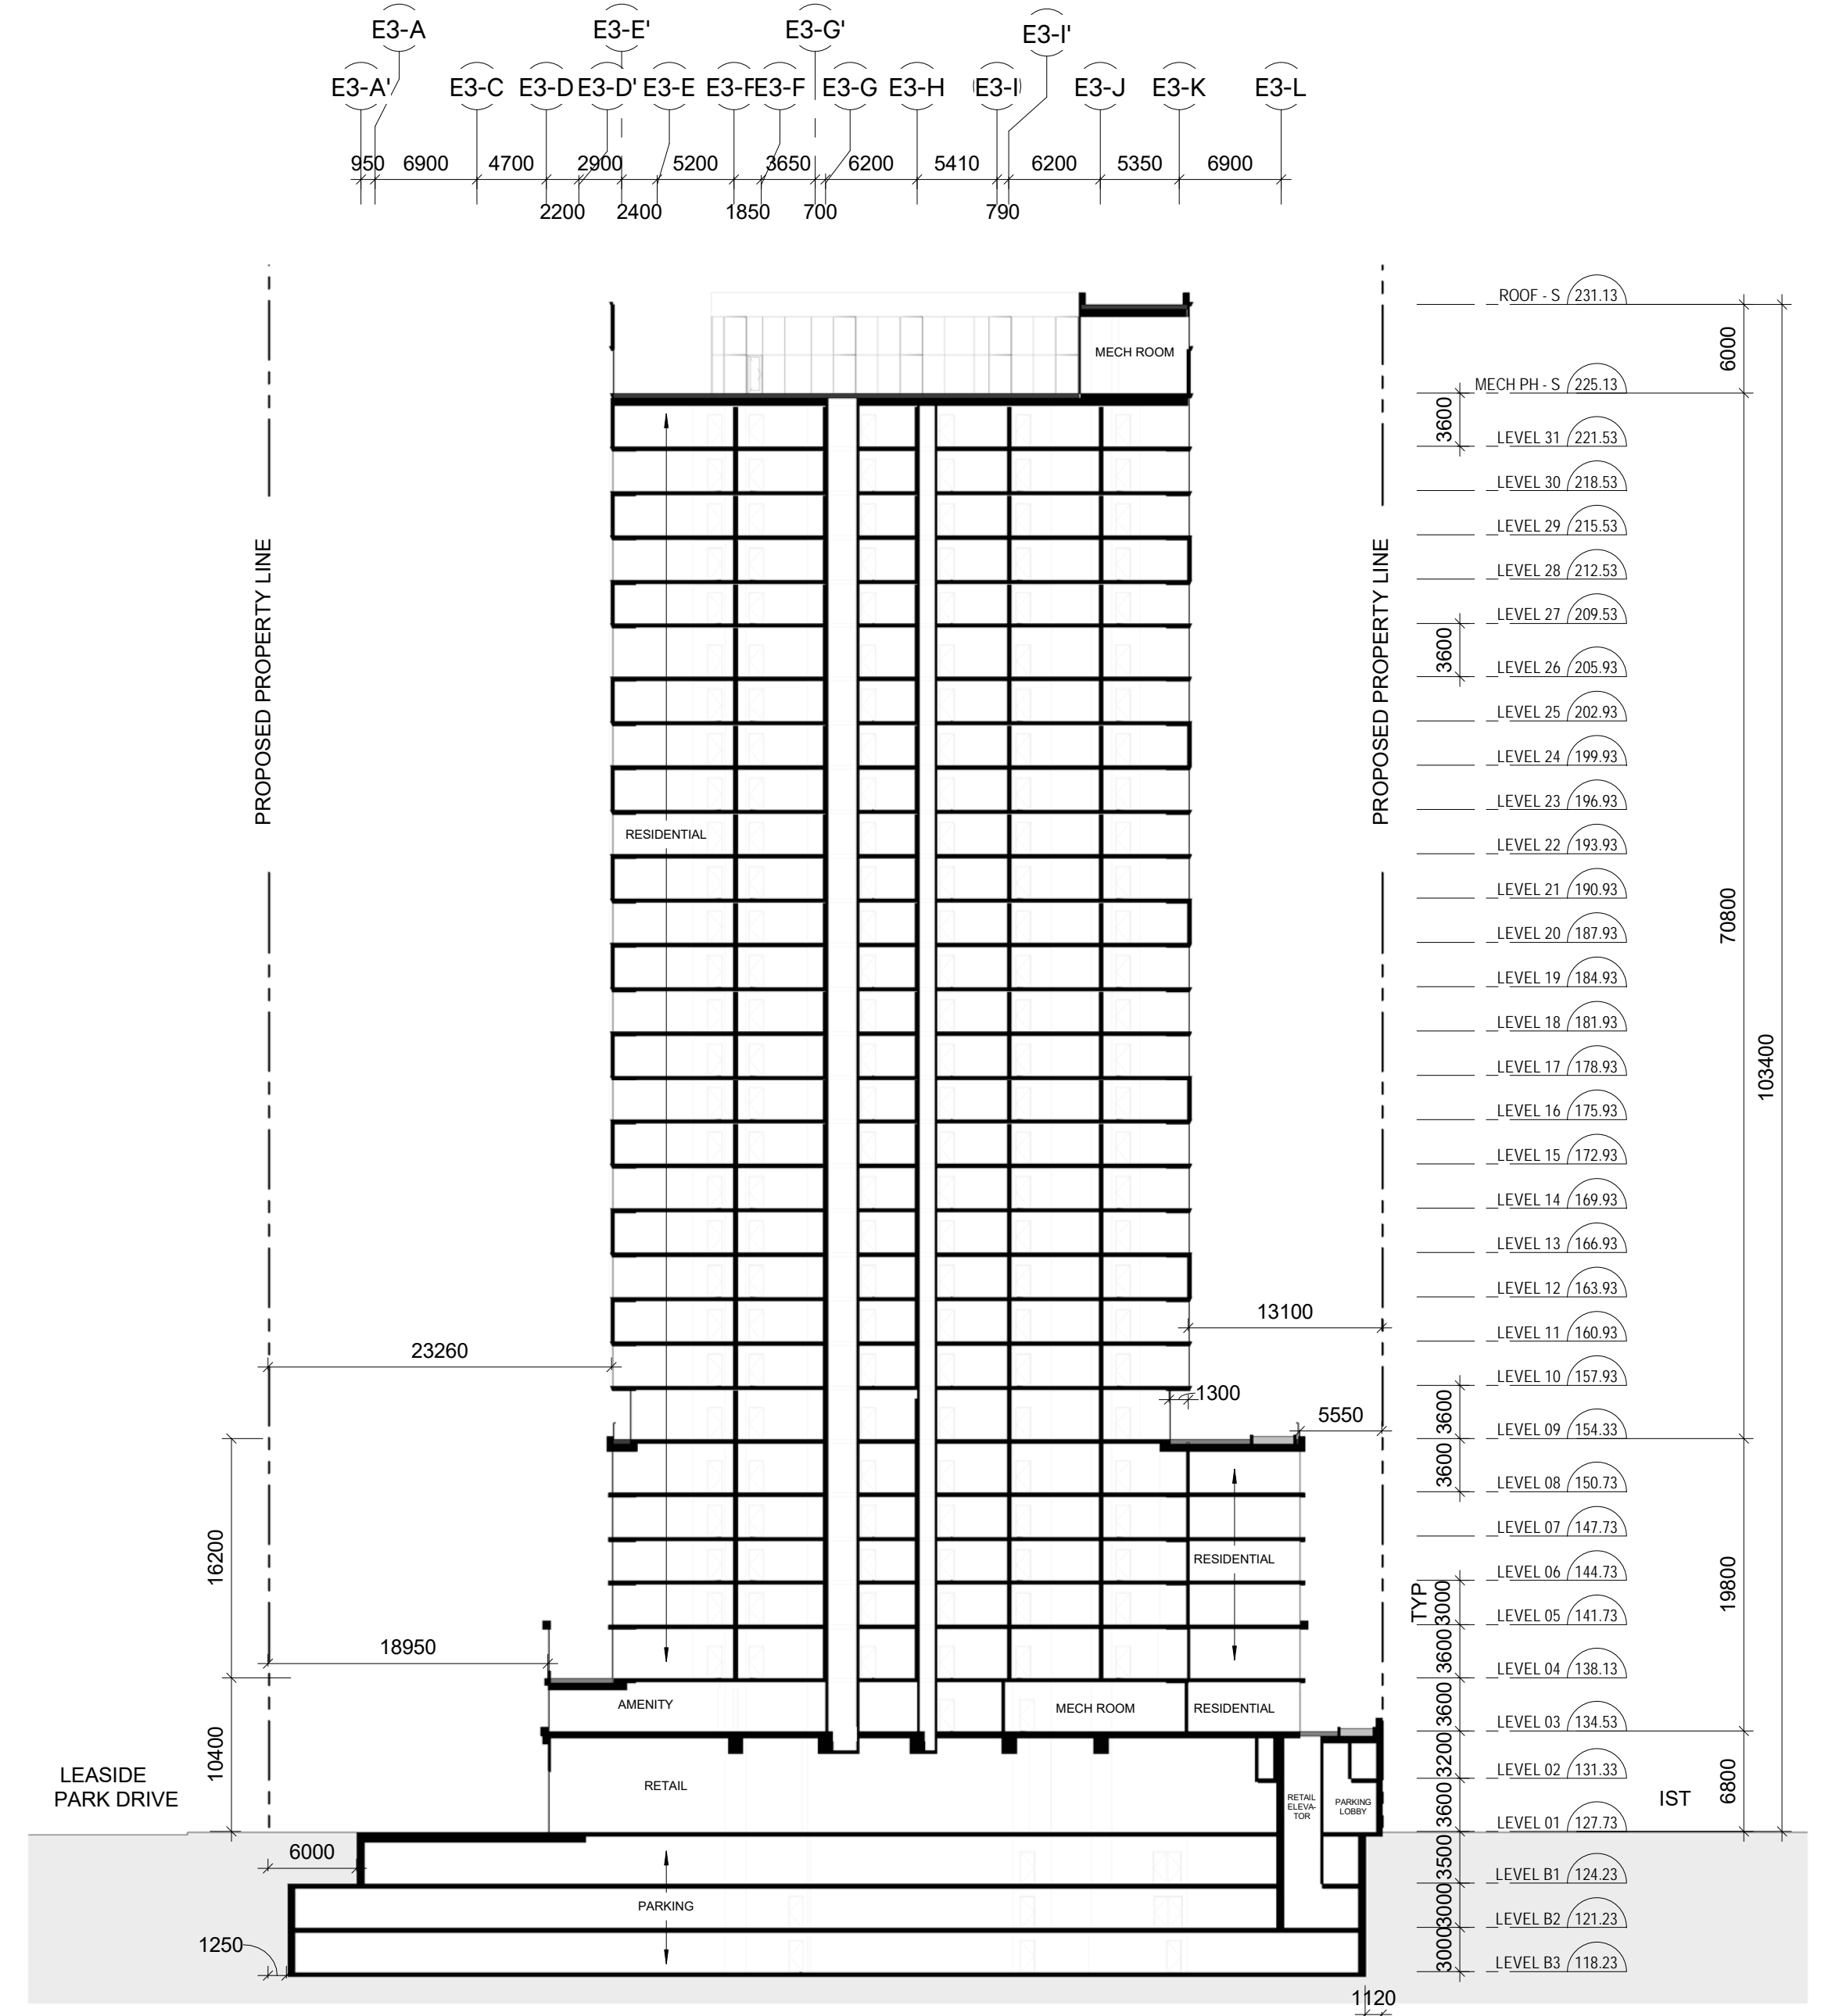 E3-A
E3-E'
E3-G'
E3-I'
E3-A'
E3-C
E3-D
E3-D'
E3-E
E3-F
E3-F
E3-G
E3-H
E3-I
E3-J
E3-K
E3-L
950
6900
4700
2900
5200
3650
6200
5410
6200
5350
6900
2200
2400
1850
700
790
ROOF - S 231.13
6000
MECH ROOM
MECH PH - S 225.13
3600
LEVEL 31 221.53
LEVEL 30 218.53
LEVEL 29 215.53
PROPOSED PROPERTY LINE
PROPOSED PROPERTY LINE
LEVEL 28 212.53
LEVEL 27 209.53
3600
LEVEL 26 205.93
LEVEL 25 202.93
LEVEL 24 199.93
LEVEL 23 196.93
RESIDENTIAL
LEVEL 22 193.93
LEVEL 21 190.93
70800
LEVEL 20 187.93
LEVEL 19 184.93
LEVEL 18 181.93
103400
LEVEL 17 178.93
LEVEL 16 175.93
LEVEL 15 172.93
LEVEL 14 169.93
LEVEL 13 166.93
LEVEL 12 163.93
13100
LEVEL 11 160.93
23260
LEVEL 10 157.93
1300
3600
5550
LEVEL 09 154.33
3600
LEVEL 08 150.73
LEVEL 07 147.73
16200
RESIDENTIAL
LEVEL 06 144.73
TYP
3000
19800
LEVEL 05 141.73
18950
3600
LEVEL 04 138.13
AMENITY
MECH ROOM
RESIDENTIAL
3600
LEVEL 03 134.53
10400
3200
LEVEL 02 131.33
6800
LEASIDE
PARK DRIVE
RETAIL
RETAIL
ELEVA-
TOR
PARKING
LOBBY
3600
IST
LEVEL 01 127.73
6000
3500
LEVEL B1 124.23
PARKING
3000
LEVEL B2 121.23
1250
3000
LEVEL B3 118.23
1120